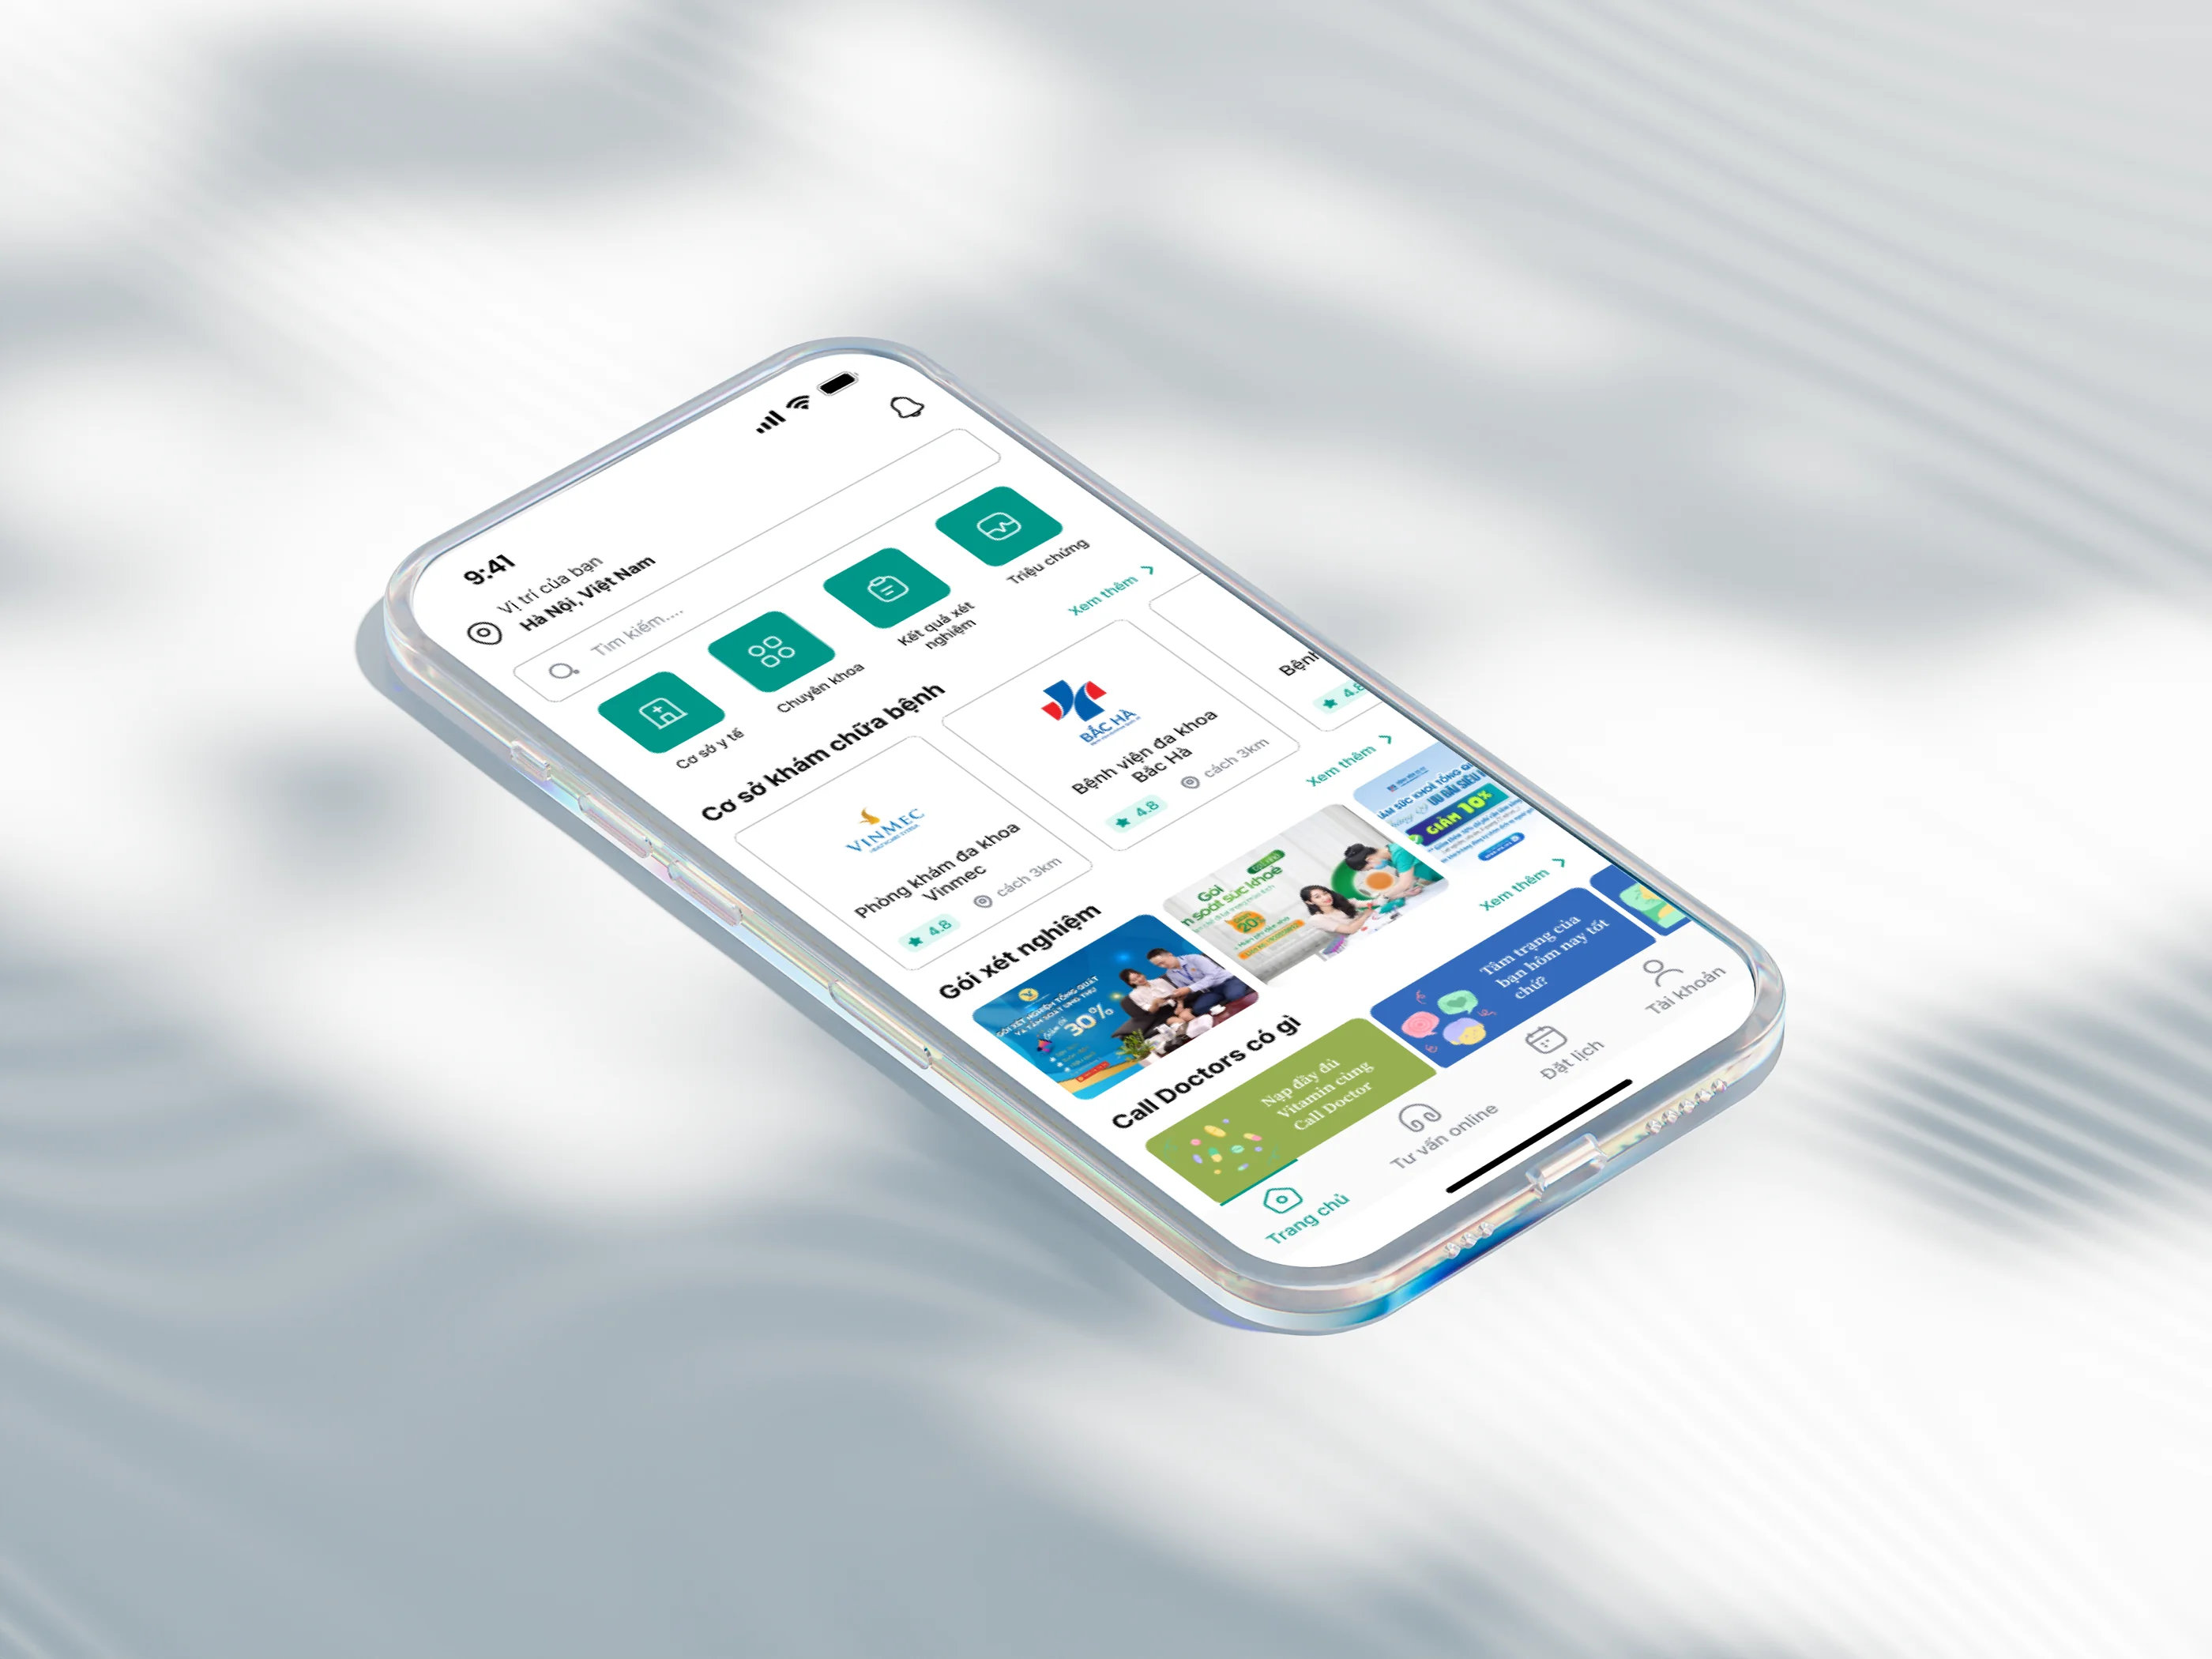 9:41
Vị trí của bạn
Hà Nội, Việt Nam
Tìm kiếm....
Cơ sở y tế
Chuyên khoa
Kết quả xét
nghiệm
Triệu chứng
Cơ sở khám chữa bệnh
Xem thêm
VINMEC
Phòng khám đa khoa
Vinmec
4.8
cách 3km
BẮC HÀ
Bệnh viện đa khoa
Bắc Hà
4.8
cách 3km
Bệnh
4.8
Gói xét nghiệm
Xem thêm
GÓI XÉT NGHIỆM TỔNG QUÁT
VÀ TẦM SOÁT UNG THƯ
30%
Gói
soát sức khoẻ
20%
SỨC KHOẺ TỔNG
ƯU ĐÃI SIÊU
GIẢM 10%
Call Doctors có gì
Xem thêm
Nạp đầy đủ
Vitamin cùng
Call Doctor
Tâm trạng của
bạn hôm nay tốt
chứ?
Trang chủ
Tư vấn online
Đặt lịch
Tài khoản